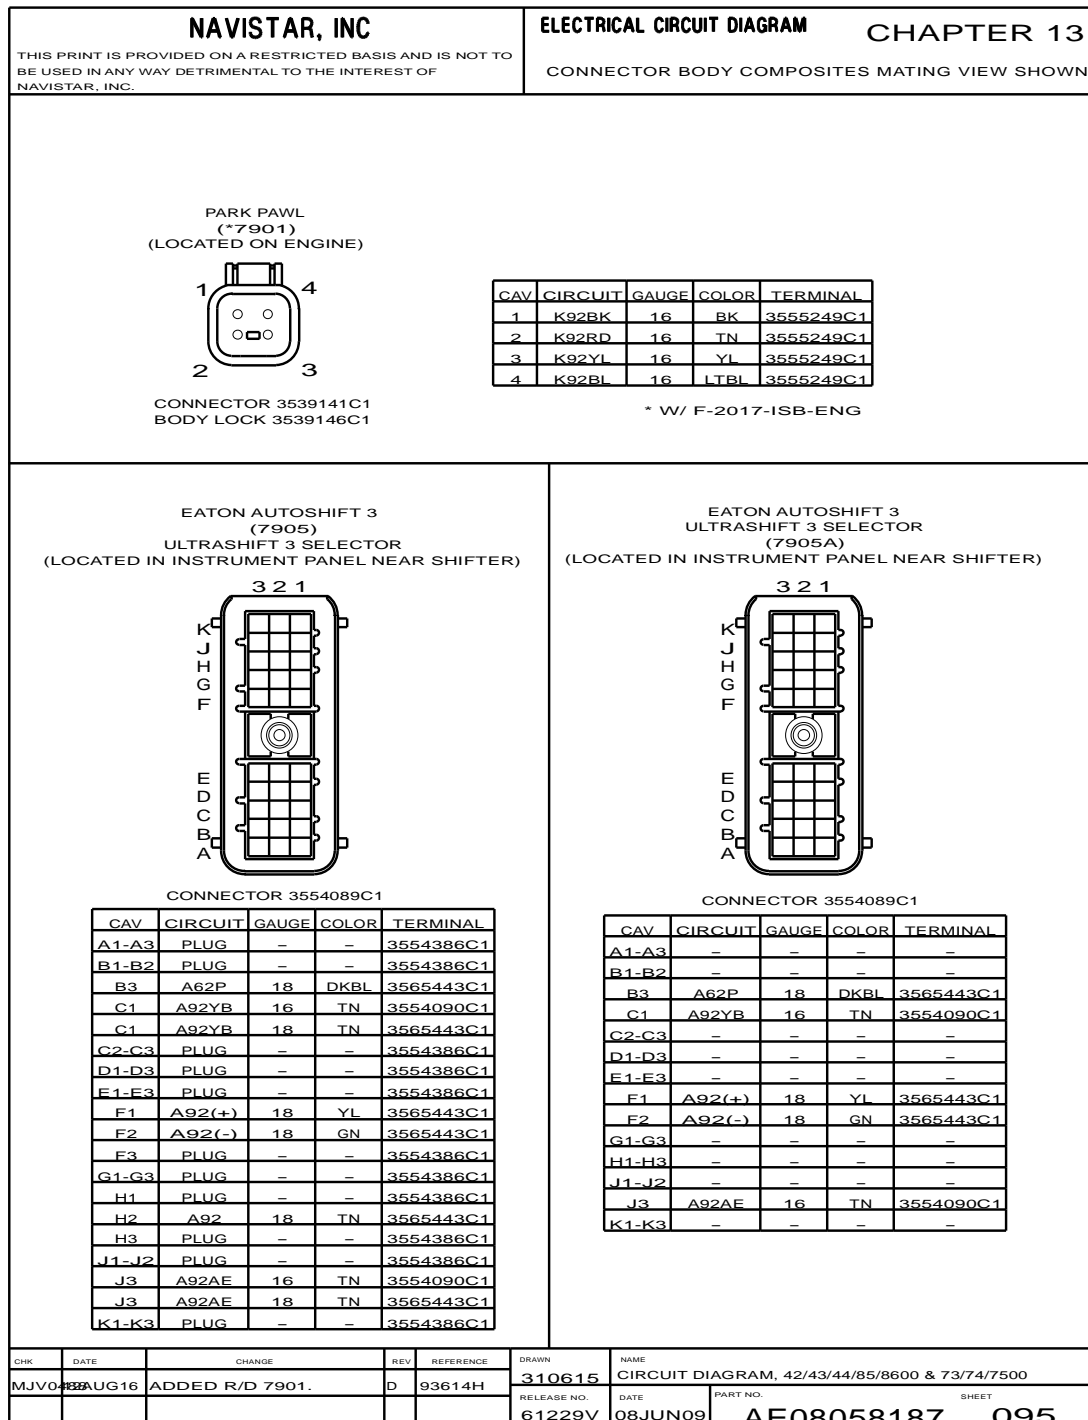 NAVISTAR, INC
THIS PRINT IS PROVIDED ON A RESTRICTED BASIS AND IS NOT TO
BE USED IN ANY WAY DETRIMENTAL TO THE INTEREST OF
NAVISTAR, INC.
ELECTRICAL CIRCUIT DIAGRAM
CHAPTER 13
CONNECTOR BODY COMPOSITES MATING VIEW SHOWN
PARK PAWL
(*7901)
(LOCATED ON ENGINE)
1 4
2 3
CONNECTOR 3539141C1
BODY LOCK 3539146C1
CAV CIRCUIT GAUGE COLOR TERMINAL
1 K92BK 16 BK 3555249C1
2 K92RD 16 TN 3555249C1
3 K92YL 16 YL 3555249C1
4 K92BL 16 LTBL 3555249C1
* W/ F-2017-ISB-ENG
EATON AUTOSHIFT 3
(7905)
ULTRASHIFT 3 SELECTOR
(LOCATED IN INSTRUMENT PANEL NEAR SHIFTER)
3 2 1
K
J
H
G
F
E
D
C
B
A
CONNECTOR 3554089C1
CAV CIRCUIT GAUGE COLOR TERMINAL
A1-A3 PLUG – – 3554386C1
B1-B2 PLUG – – 3554386C1
B3 A62P 18 DKBL 3565443C1
C1 A92YB 16 TN 3554090C1
C1 A92YB 18 TN 3565443C1
C2-C3 PLUG – – 3554386C1
D1-D3 PLUG – – 3554386C1
E1-E3 PLUG – – 3554386C1
F1 A92(+) 18 YL 3565443C1
F2 A92(-) 18 GN 3565443C1
F3 PLUG – – 3554386C1
G1-G3 PLUG – – 3554386C1
H1 PLUG – – 3554386C1
H2 A92 18 TN 3565443C1
H3 PLUG – – 3554386C1
J1-J2 PLUG – – 3554386C1
J3 A92AE 16 TN 3554090C1
J3 A92AE 18 TN 3565443C1
K1-K3 PLUG – – 3554386C1
EATON AUTOSHIFT 3
ULTRASHIFT 3 SELECTOR
(7905A)
(LOCATED IN INSTRUMENT PANEL NEAR SHIFTER)
3 2 1
K
J
H
G
F
E
D
C
B
A
CONNECTOR 3554089C1
CAV CIRCUIT GAUGE COLOR TERMINAL
A1-A3 – – – –
B1-B2 – – – –
B3 A62P 18 DKBL 3565443C1
C1 A92YB 16 TN 3554090C1
C2-C3 – – – –
D1-D3 – – – –
E1-E3 – – – –
F1 A92(+) 18 YL 3565443C1
F2 A92(-) 18 GN 3565443C1
G1-G3 – – – –
H1-H3 – – – –
J1-J2 – – – –
J3 A92AE 16 TN 3554090C1
K1-K3 – – – –
CHK DATE CHANGE REV REFERENCE
AUG16 ADDED R/D 7901. D 93614H
DRAWN
310615
NAME
CIRCUIT DIAGRAM, 42/43/44/85/8600 & 73/74/7500
RELEASE NO.
61229V
DATE
08JUN09
PART NO.
AE08058187
SHEET
095